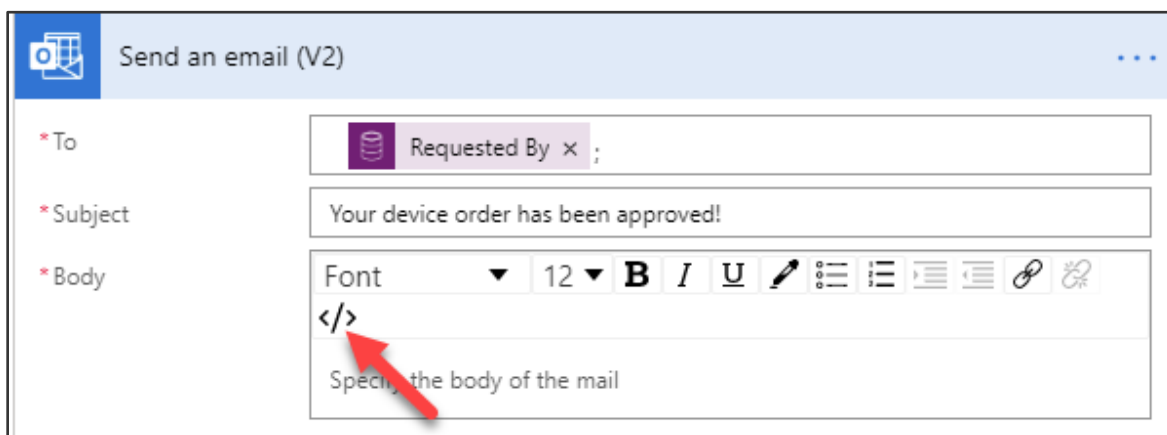 Send an email (V2)
* To
Requested By × ;
* Subject
Your device order has been approved!
* Body
Font 12 B I U
</>
Specify the body of the mail